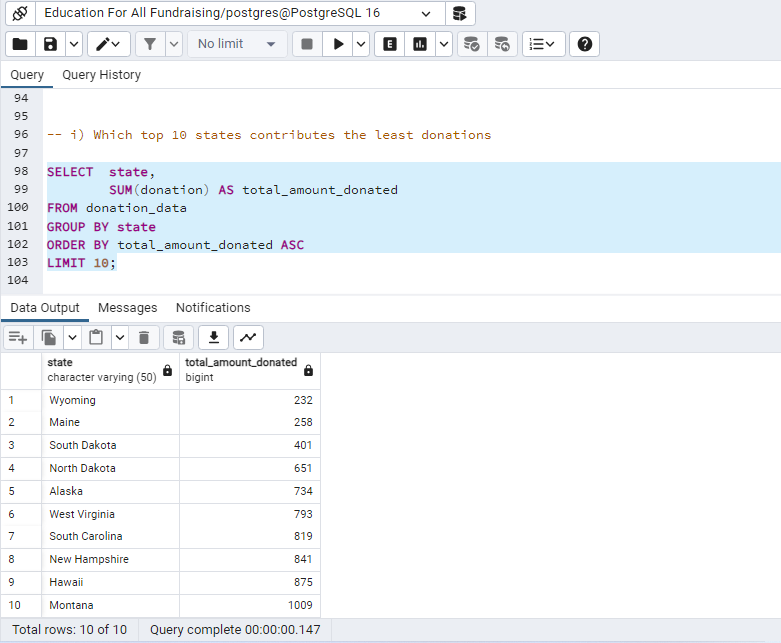 Education For All Fundraising/postgres@PostgreSQL 16
No limit
E
Query Query History
94
95
96 -- i) Which top 10 states contributes the least donations
97
98 SELECT state,
99 SUM(donation) AS total_amount_donated
100 FROM donation_data
101 GROUP BY state
102 ORDER BY total_amount_donated ASC
103 LIMIT 10;
104
Data Output Messages Notifications
state total_amount_donated
character varying (50) bigint
1 Wyoming 232
2 Maine 258
3 South Dakota 401
4 North Dakota 651
5 Alaska 734
6 West Virginia 793
7 South Carolina 819
8 New Hampshire 841
9 Hawaii 875
10 Montana 1009
Total rows: 10 of 10 Query complete 00:00:00.147